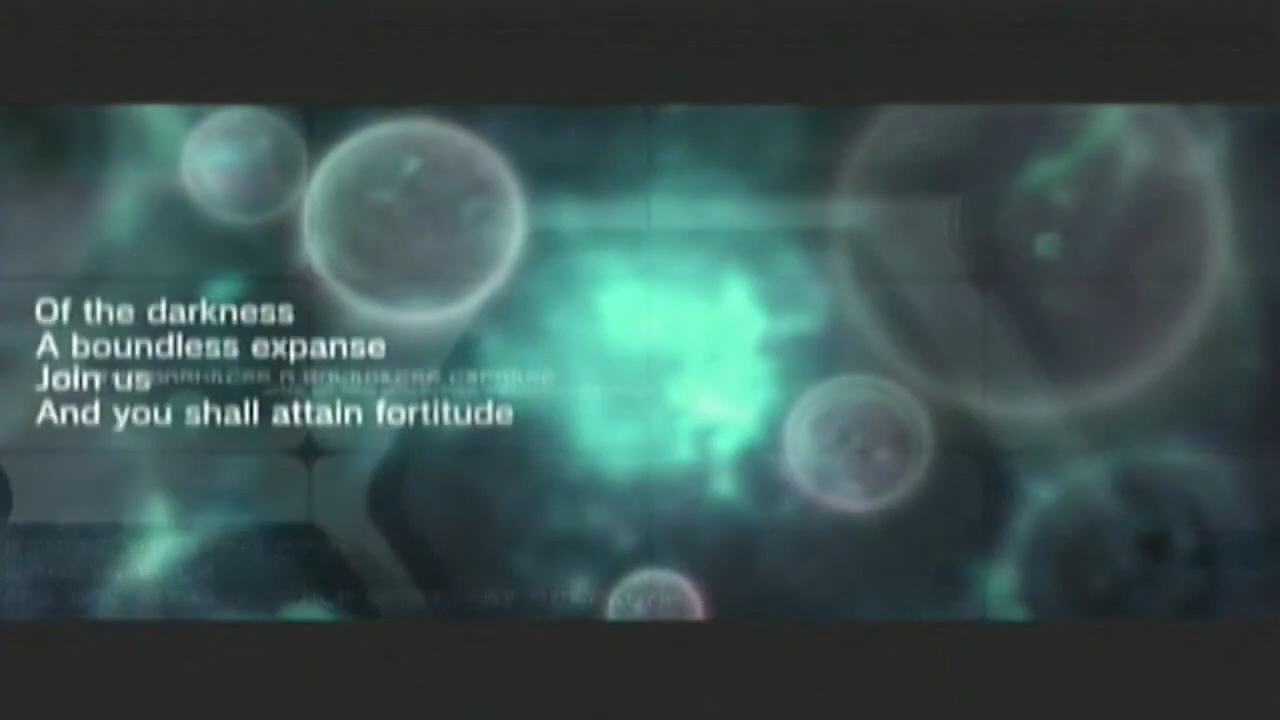 Of the darkness
A boundless expanse
Join us
And you shall attain fortitude